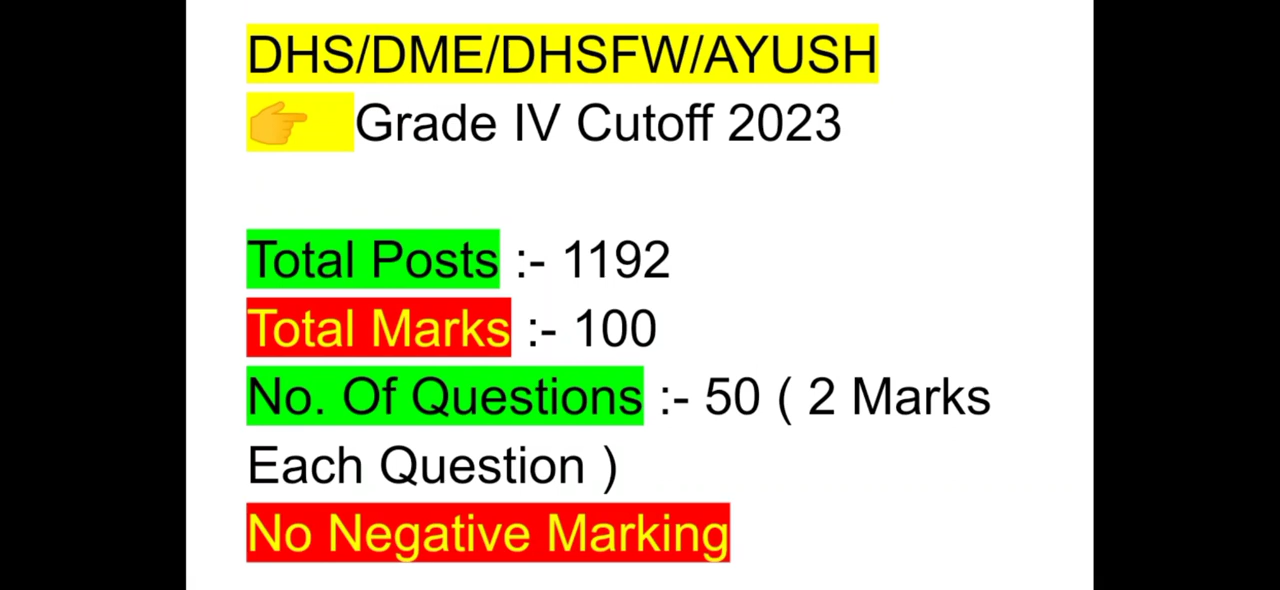 DHS/DME/DHSFW/AYUSH
👉 Grade IV Cutoff 2023
Total Posts :- 1192
Total Marks :- 100
No. Of Questions :- 50 ( 2 Marks
Each Question )
No Negative Marking